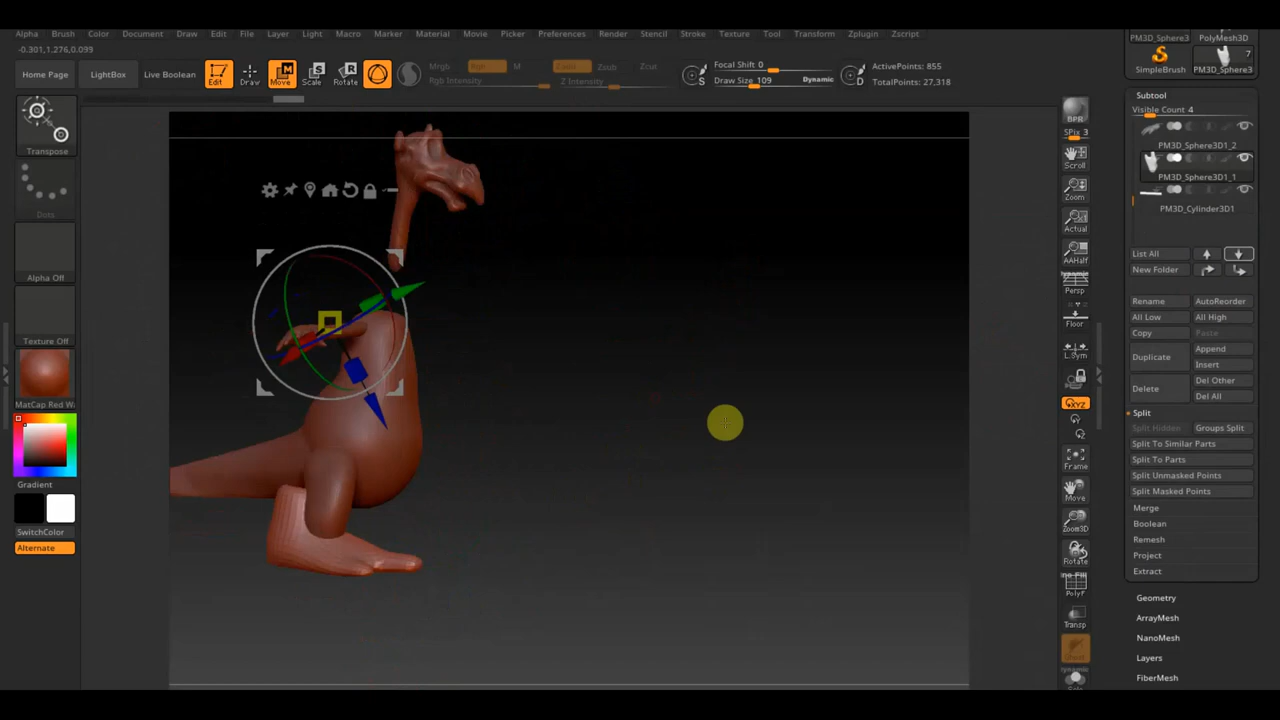 Alpha Brush Color Document Draw Edit File Layer Light Macro Marker Material Movie Picker Preferences Render Stencil Stroke Texture Tool Transform Zplugin Zscript
-0.301,1.276,0.099
Home Page LightBox Live Boolean Edit Draw Move Scale Rotate Mrgb Rgb M Zadd Zsub Zcut
Rgb Intensity Z Intensity
Focal Shift 0
Draw Size 109 Dynamic
ActivePoints: 855
TotalPoints: 27,318
S
D
Transpose
Dots
Alpha Off
Texture Off
MatCap Red Wa
Gradient
SwitchColor
Alternate
BPR
SPix 3
Scroll
Zoom
Actual
AAHalf
Dynamic
Persp
Floor
L.Sym
XYZ
Y
Z
Frame
Move
Zoom3D
Rotate
PolyF
Transp
Ghost
Dynamic
Solo
PM3D_Sphere3 PolyMesh3D
7
SimpleBrush PM3D_Sphere3
Subtool
Visible Count 4
PM3D_Sphere3D1_2
PM3D_Sphere3D1_1
PM3D_Cylinder3D1
List All
New Folder
Rename AutoReorder
All Low All High
Copy Paste
Duplicate Append
Insert
Delete Del Other
Del All
Split
Split Hidden Groups Split
Split To Similar Parts
Split To Parts
Split Unmasked Points
Split Masked Points
Merge
Boolean
Remesh
Project
Extract
Geometry
ArrayMesh
NanoMesh
Layers
FiberMesh